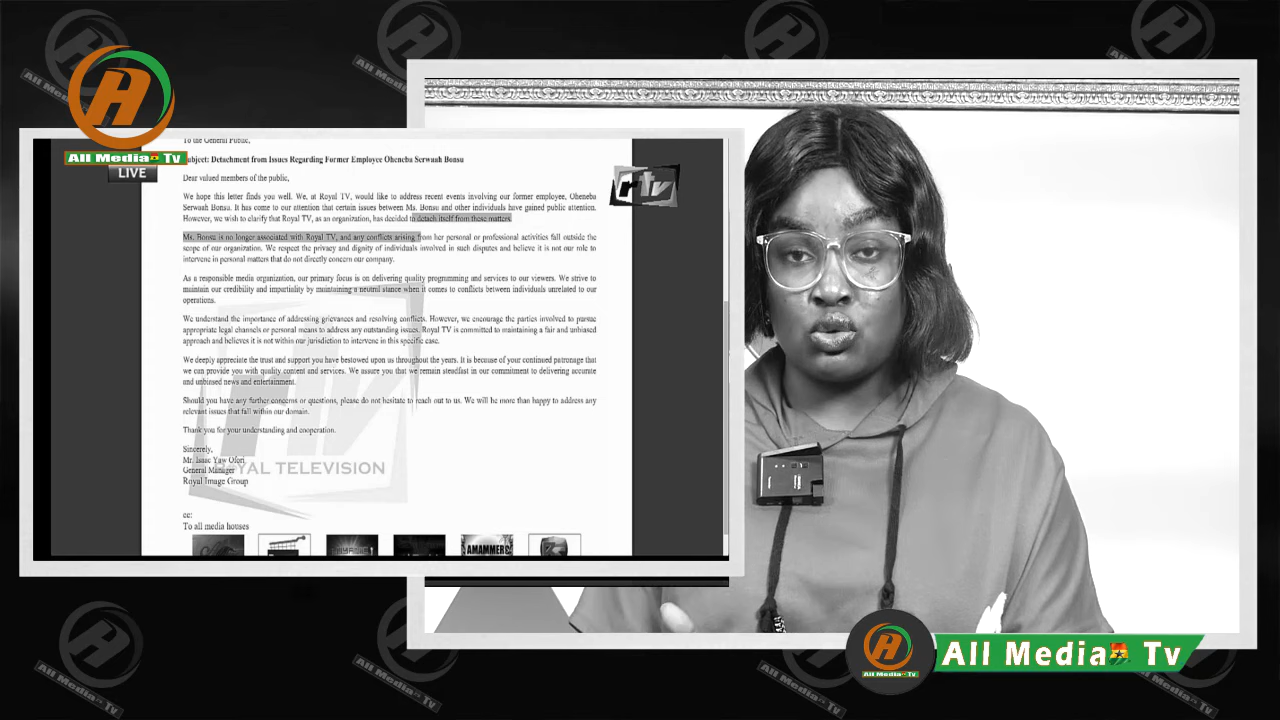 All Media Tv
LIVE
rtv
To the General Public,
Subject: Detachment from Issues Regarding Former Employee Oheneba Serwaah Bonsu
Dear valued members of the public,
We hope this letter finds you well. We, at Royal TV, would like to address recent events involving our former employee, Oheneba
Serwaah Bonsu. It has come to our attention that certain issues between Ms. Bonsu and other individuals have gained public attention.
However, we wish to clarify that Royal TV, as an organization, has decided to detach itself from these matters.
Ms. Bonsu is no longer associated with Royal TV, and any conflicts arising from her personal or professional activities fall outside the
scope of our organization. We respect the privacy and dignity of individuals involved in such disputes and believe it is not our role to
intervene in personal matters that do not directly concern our company.
As a responsible media organization, our primary focus is on delivering quality programming and services to our viewers. We strive to
maintain our credibility and impartiality by maintaining a neutral stance when it comes to conflicts between individuals unrelated to our
operations.
We understand the importance of addressing grievances and resolving conflicts. However, we encourage the parties involved to pursue
appropriate legal channels or personal means to address any outstanding issues. Royal TV is committed to maintaining a fair and unbiased
approach and believes it is not within our jurisdiction to intervene in this specific case.
We deeply appreciate the trust and support you have bestowed upon us throughout the years. It is because of your continued patronage that
we can provide you with quality content and services. We assure you that we remain steadfast in our commitment to delivering accurate
and unbiased news and entertainment.
Should you have any further concerns or questions, please do not hesitate to reach out to us. We will be more than happy to address any
relevant issues that fall within our domain.
Thank you for your understanding and cooperation.
Sincerely,
Mr. Isaac Yaw Ofori
General Manager
Royal Image Group
ROYAL TELEVISION
cc:
To all media houses
AMAMMERE
All Media Tv
All Media Tv